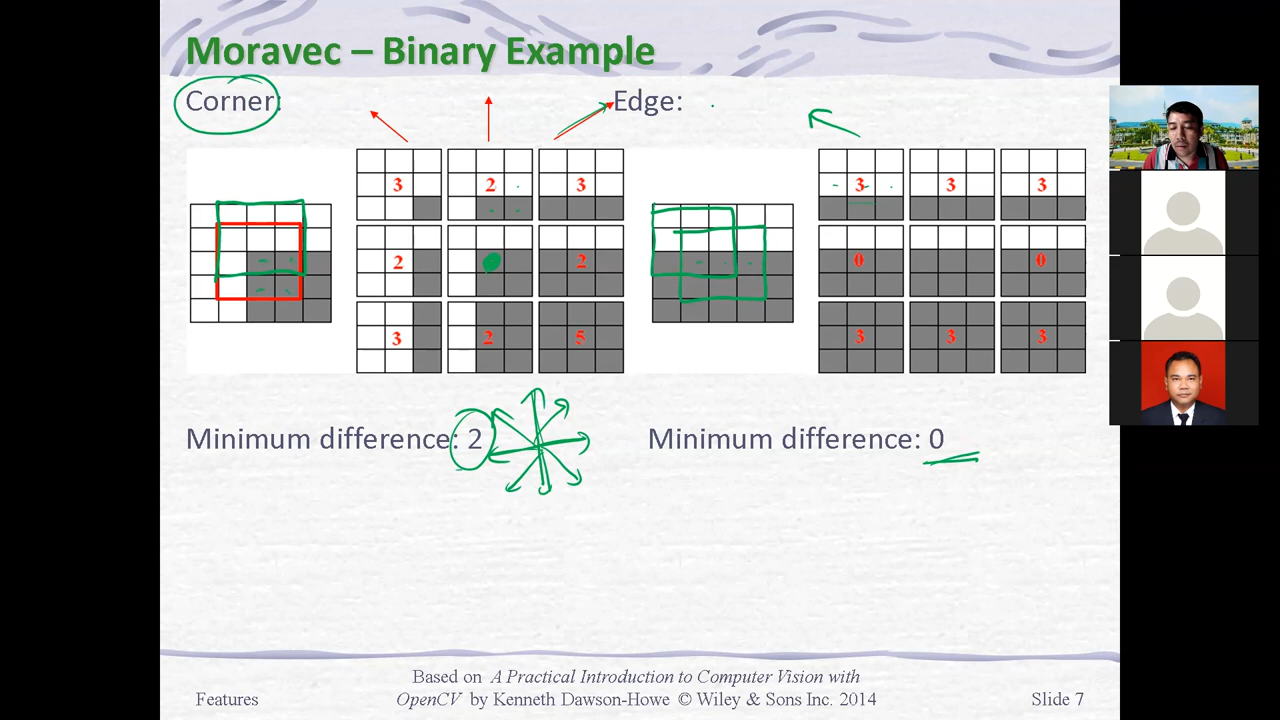 Moravec – Binary Example
Corner:
Edge:
3 2 3
3 3 3
2 2
0 0
3 2 5
3 3 3
Minimum difference: 2
Minimum difference: 0
Based on A Practical Introduction to Computer Vision with
Features
OpenCV by Kenneth Dawson-Howe © Wiley & Sons Inc. 2014
Slide 7